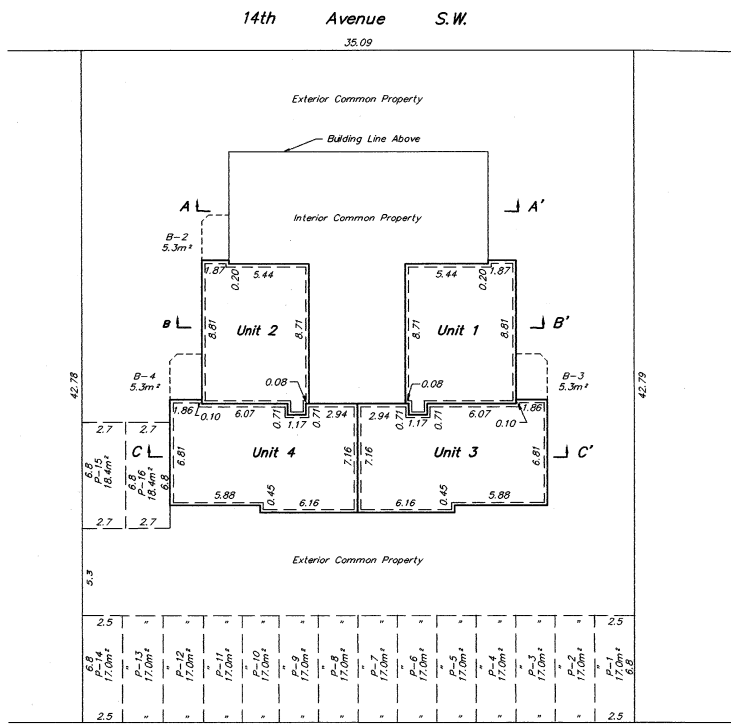 14th Avenue S.W.
35.09
Exterior Common Property
Building Line Above
A A'
Interior Common Property
B-2
5.3m²
1.87 0.20 5.44 5.44 0.20 1.87
B B'
8.81 Unit 2 8.71 8.71 Unit 1 8.81
42.78 42.79
B-4
5.3m²
B-3
5.3m²
0.08 0.08
1.86 0.10 6.07 0.71 1.17 0.71 2.94 2.94 0.71 1.17 0.71 6.07 0.10 1.86
2.7 2.7
C C'
6.8 P-15 18.4m² 6.8 P-16 18.4m² 6.8
6.81 Unit 4 7.16 7.16 Unit 3 6.81
5.88 0.45 6.16 6.16 0.45 5.88
2.7 2.7
Exterior Common Property
5.3
2.5 " " " " " " " " " " " " 2.5
6.8 P-14 17.0m² " P-13 17.0m² " P-12 17.0m² " P-11 17.0m² " P-10 17.0m² " P-9 17.0m² " P-8 17.0m² " P-7 17.0m² " P-6 17.0m² " P-5 17.0m² " P-4 17.0m² " P-3 17.0m² " P-2 17.0m² " P-1 17.0m² 6.8
2.5 " " " " " " " " " " " " 2.5